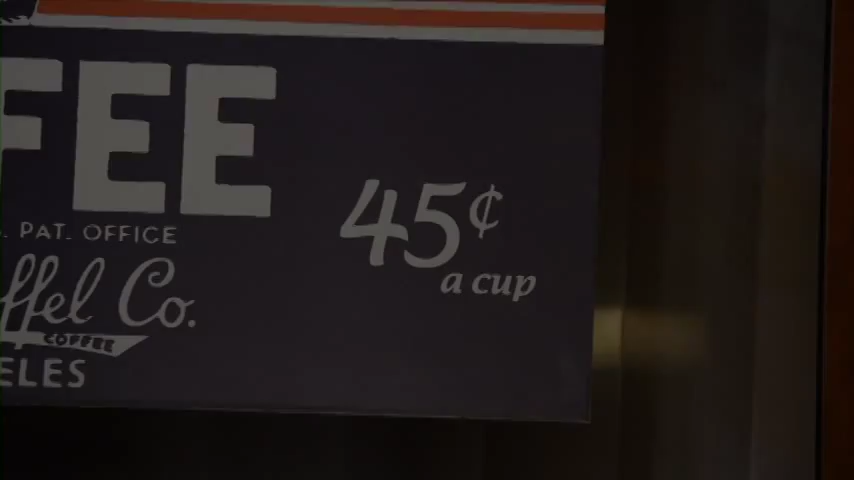 FEE
45¢
. PAT. OFFICE
ffel Co.
a cup
COFFEE
ELES